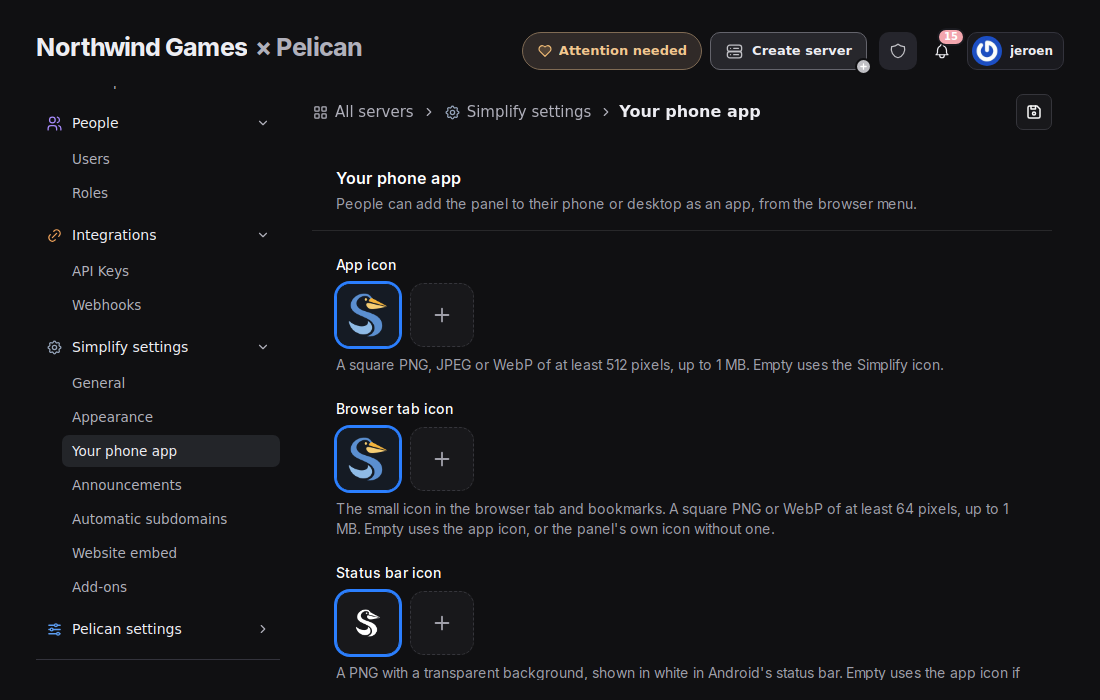 Northwind Games × Pelican
Attention needed
Create server
15
jeroen
People
Users
Roles
Integrations
API Keys
Webhooks
Simplify settings
General
Appearance
Your phone app
Announcements
Automatic subdomains
Website embed
Add-ons
Pelican settings
All servers > Simplify settings > Your phone app
Your phone app
People can add the panel to their phone or desktop as an app, from the browser menu.
App icon
A square PNG, JPEG or WebP of at least 512 pixels, up to 1 MB. Empty uses the Simplify icon.
Browser tab icon
The small icon in the browser tab and bookmarks. A square PNG or WebP of at least 64 pixels, up to 1
MB. Empty uses the app icon, or the panel's own icon without one.
Status bar icon
A PNG with a transparent background, shown in white in Android's status bar. Empty uses the app icon if